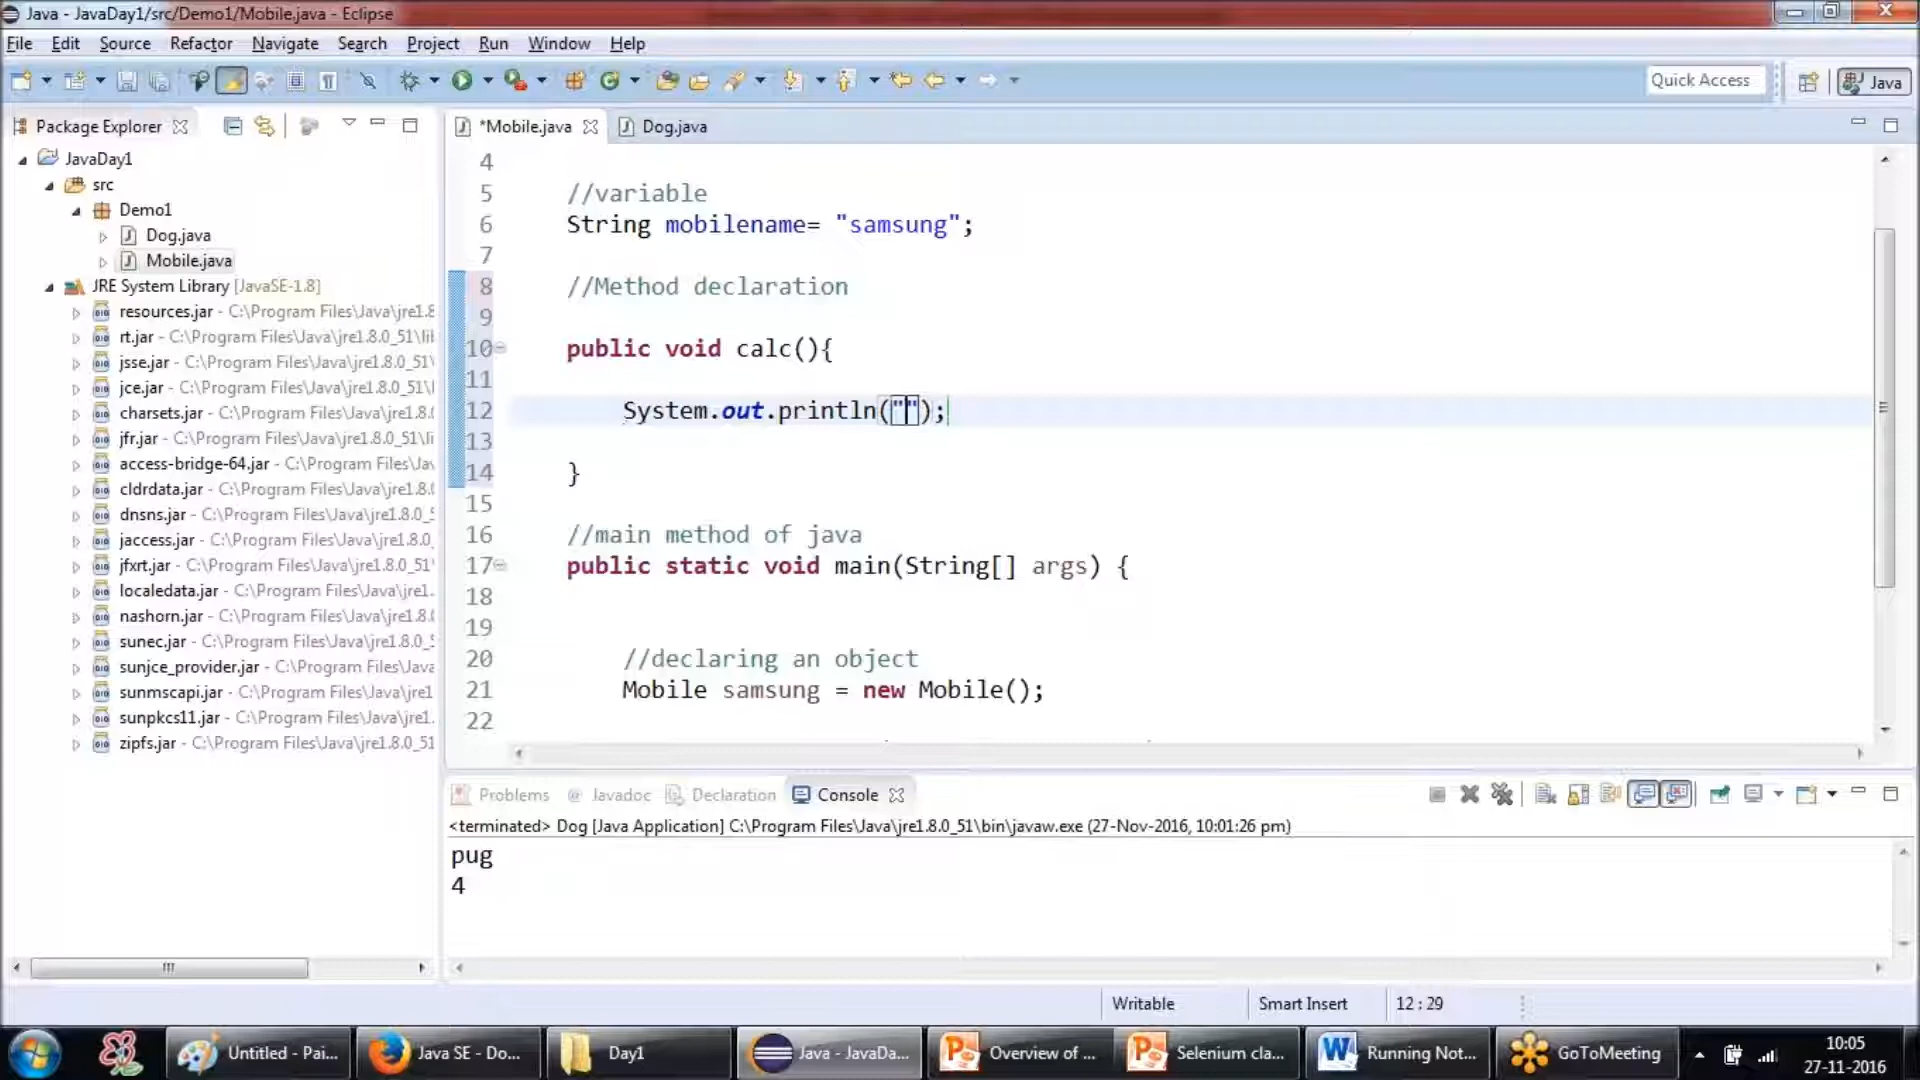 Java - JavaDay1/src/Demo1/Mobile.java - Eclipse
File Edit Source Refactor Navigate Search Project Run Window Help
Quick Access
Java
Package Explorer
*Mobile.java
Dog.java
JavaDay1
src
Demo1
Dog.java
Mobile.java
JRE System Library [JavaSE-1.8]
resources.jar - C:\Program Files\Java\jre1.8
rt.jar - C:\Program Files\Java\jre1.8.0_51\lib
jsse.jar - C:\Program Files\Java\jre1.8.0_51\l
jce.jar - C:\Program Files\Java\jre1.8.0_51\l
charsets.jar - C:\Program Files\Java\jre1.8.0
jfr.jar - C:\Program Files\Java\jre1.8.0_51\li
access-bridge-64.jar - C:\Program Files\Jav
cldrdata.jar - C:\Program Files\Java\jre1.8.0
dnsns.jar - C:\Program Files\Java\jre1.8.0_5
jaccess.jar - C:\Program Files\Java\jre1.8.0_
jfxrt.jar - C:\Program Files\Java\jre1.8.0_51
localedata.jar - C:\Program Files\Java\jre1.
nashorn.jar - C:\Program Files\Java\jre1.8.0
sunec.jar - C:\Program Files\Java\jre1.8.0_5
sunjce_provider.jar - C:\Program Files\Java
sunmscapi.jar - C:\Program Files\Java\jre1
sunpkcs11.jar - C:\Program Files\Java\jre1.
zipfs.jar - C:\Program Files\Java\jre1.8.0_51
4
5 //variable
6 String mobilename= "samsung";
7
8 //Method declaration
9
10 public void calc(){
11
12 System.out.println("");
13
14 }
15
16 //main method of java
17 public static void main(String[] args) {
18
19
20 //declaring an object
21 Mobile samsung = new Mobile();
22
Problems @ Javadoc Declaration Console
<terminated> Dog [Java Application] C:\Program Files\Java\jre1.8.0_51\bin\javaw.exe (27-Nov-2016, 10:01:26 pm)
pug
4
Writable Smart Insert 12 : 29
Untitled - Pai... Java SE - Do... Day1 Java - JavaDa... Overview of ... Selenium cla... Running Not... GoToMeeting
10:05
27-11-2016